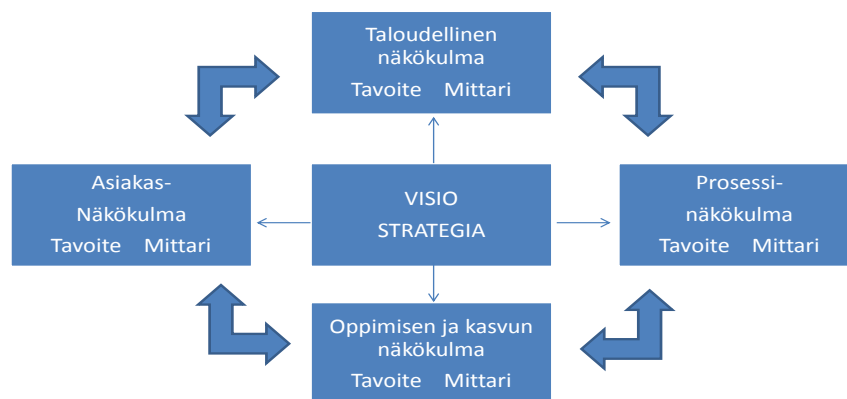 Taloudellinen
näkökulma
Tavoite Mittari
Asiakas-
Näkökulma
Tavoite Mittari
VISIO
STRATEGIA
Prosessi-
näkökulma
Tavoite Mittari
Oppimisen ja kasvun
näkökulma
Tavoite Mittari